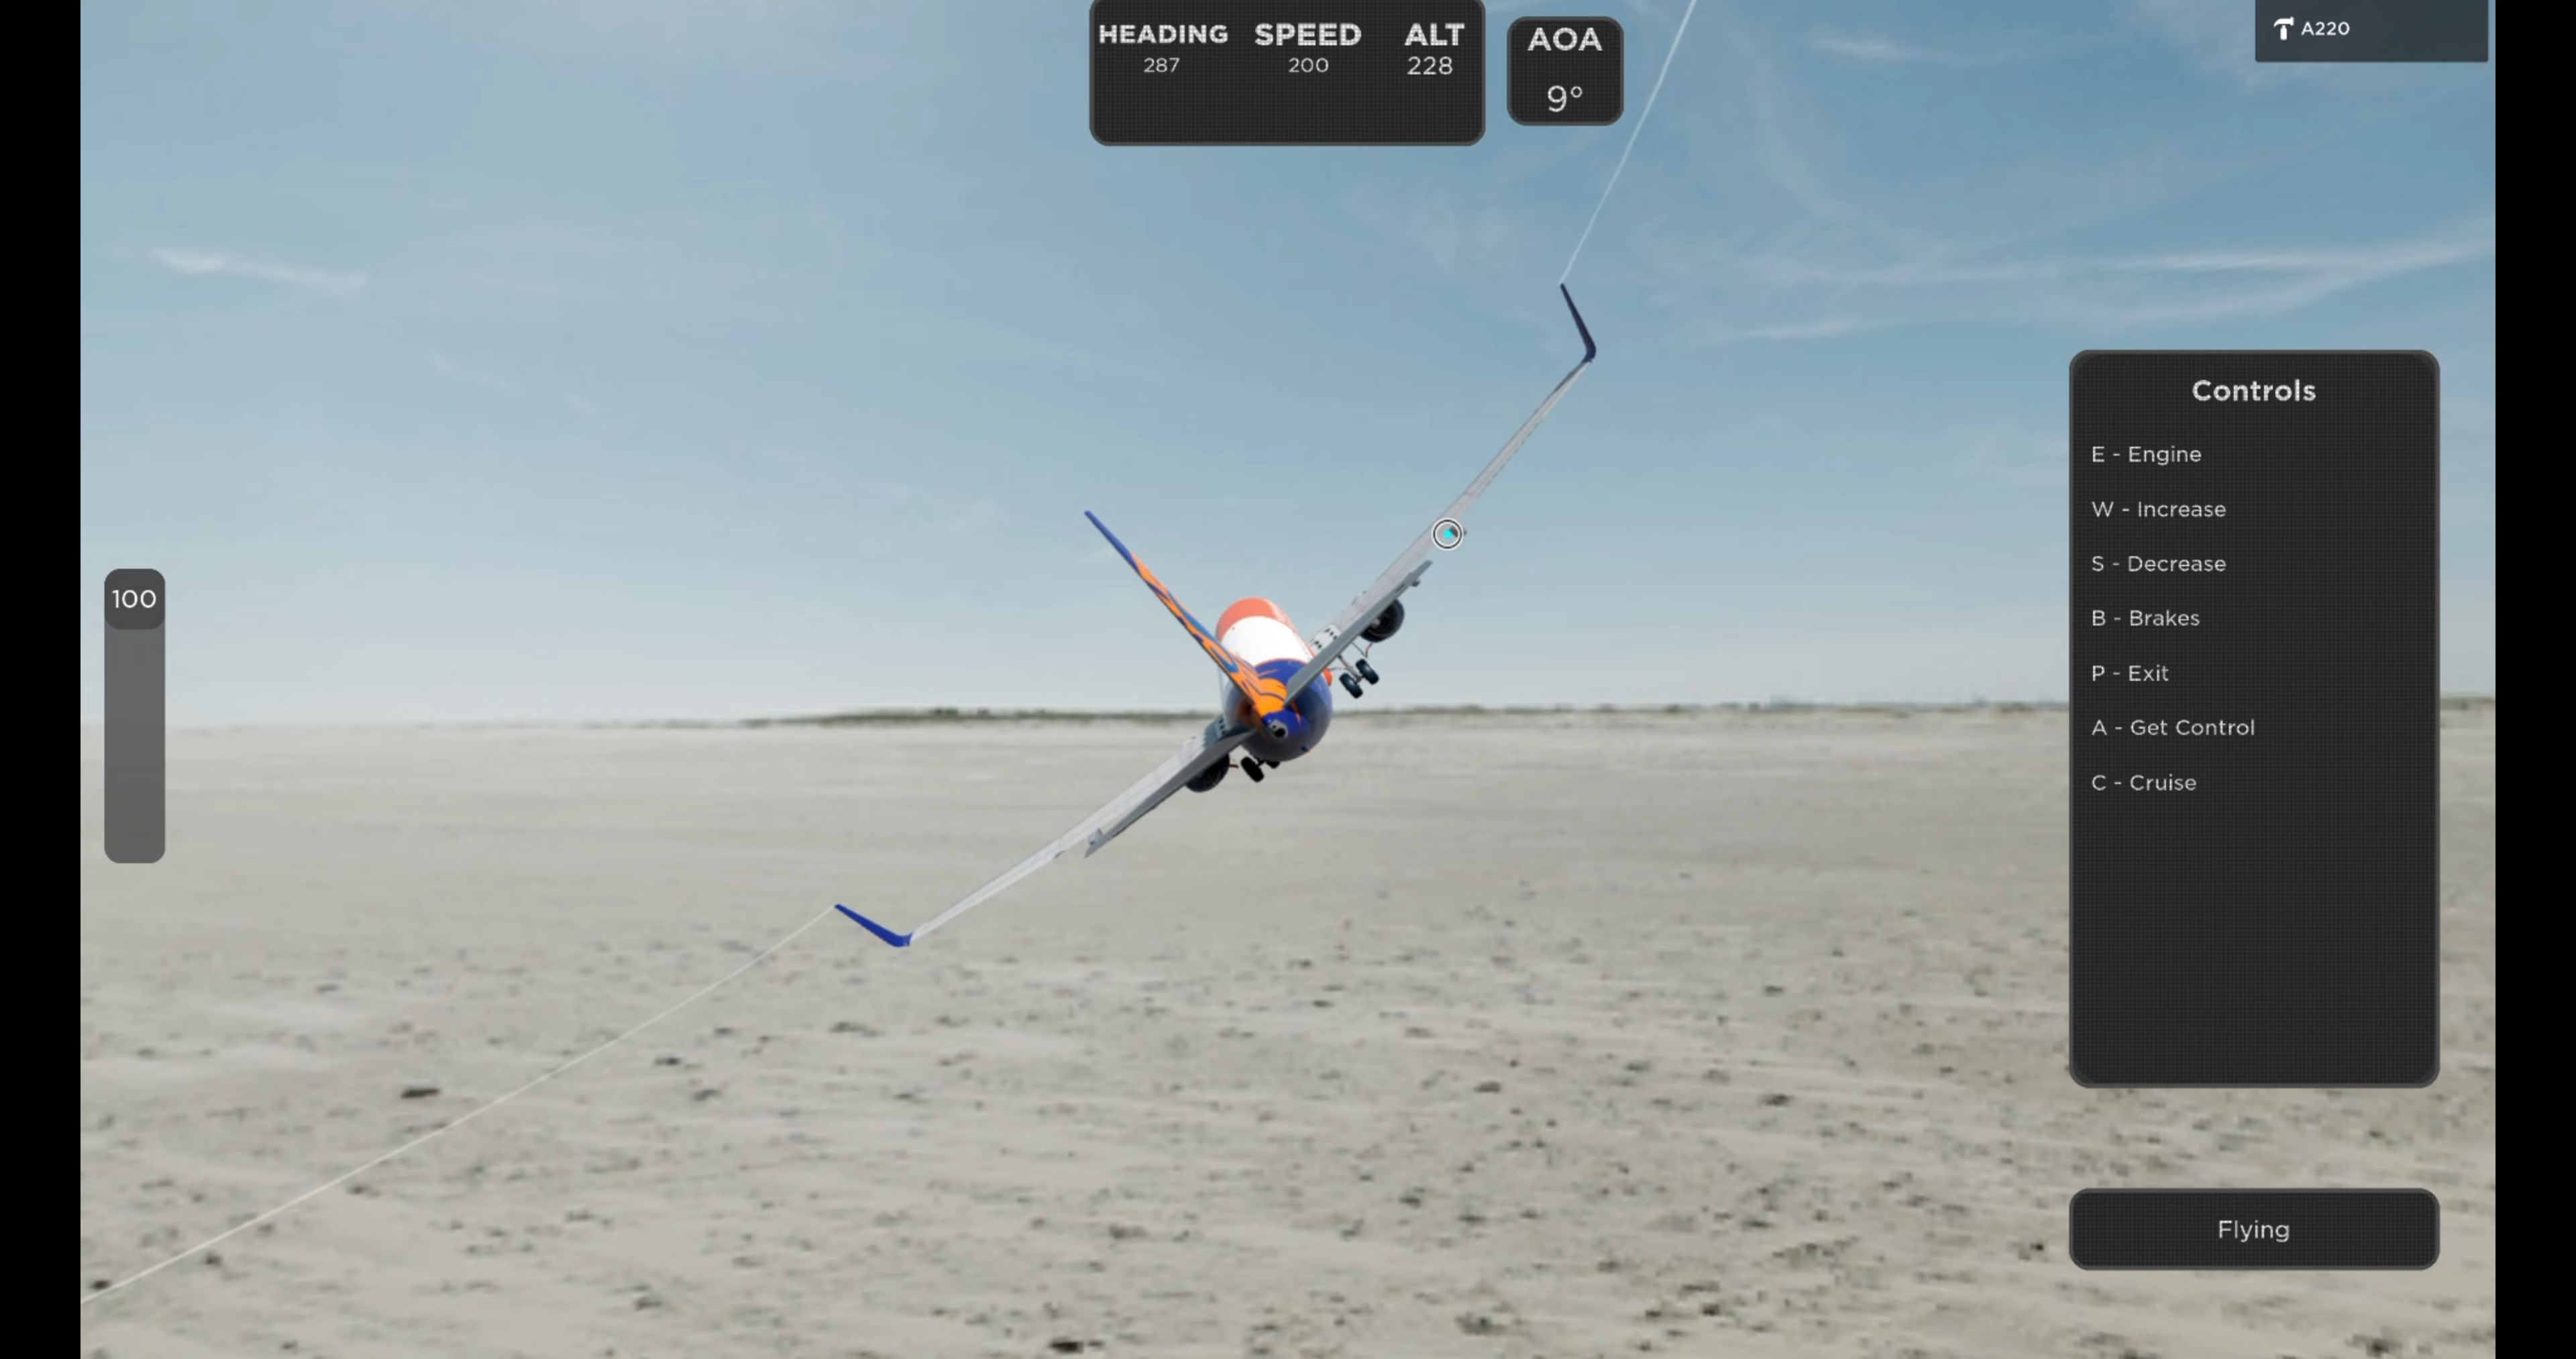 HEADING SPEED ALT
287 200 228
AOA
9°
A220
100
Controls
E - Engine
W - Increase
S - Decrease
B - Brakes
P - Exit
A - Get Control
C - Cruise
Flying